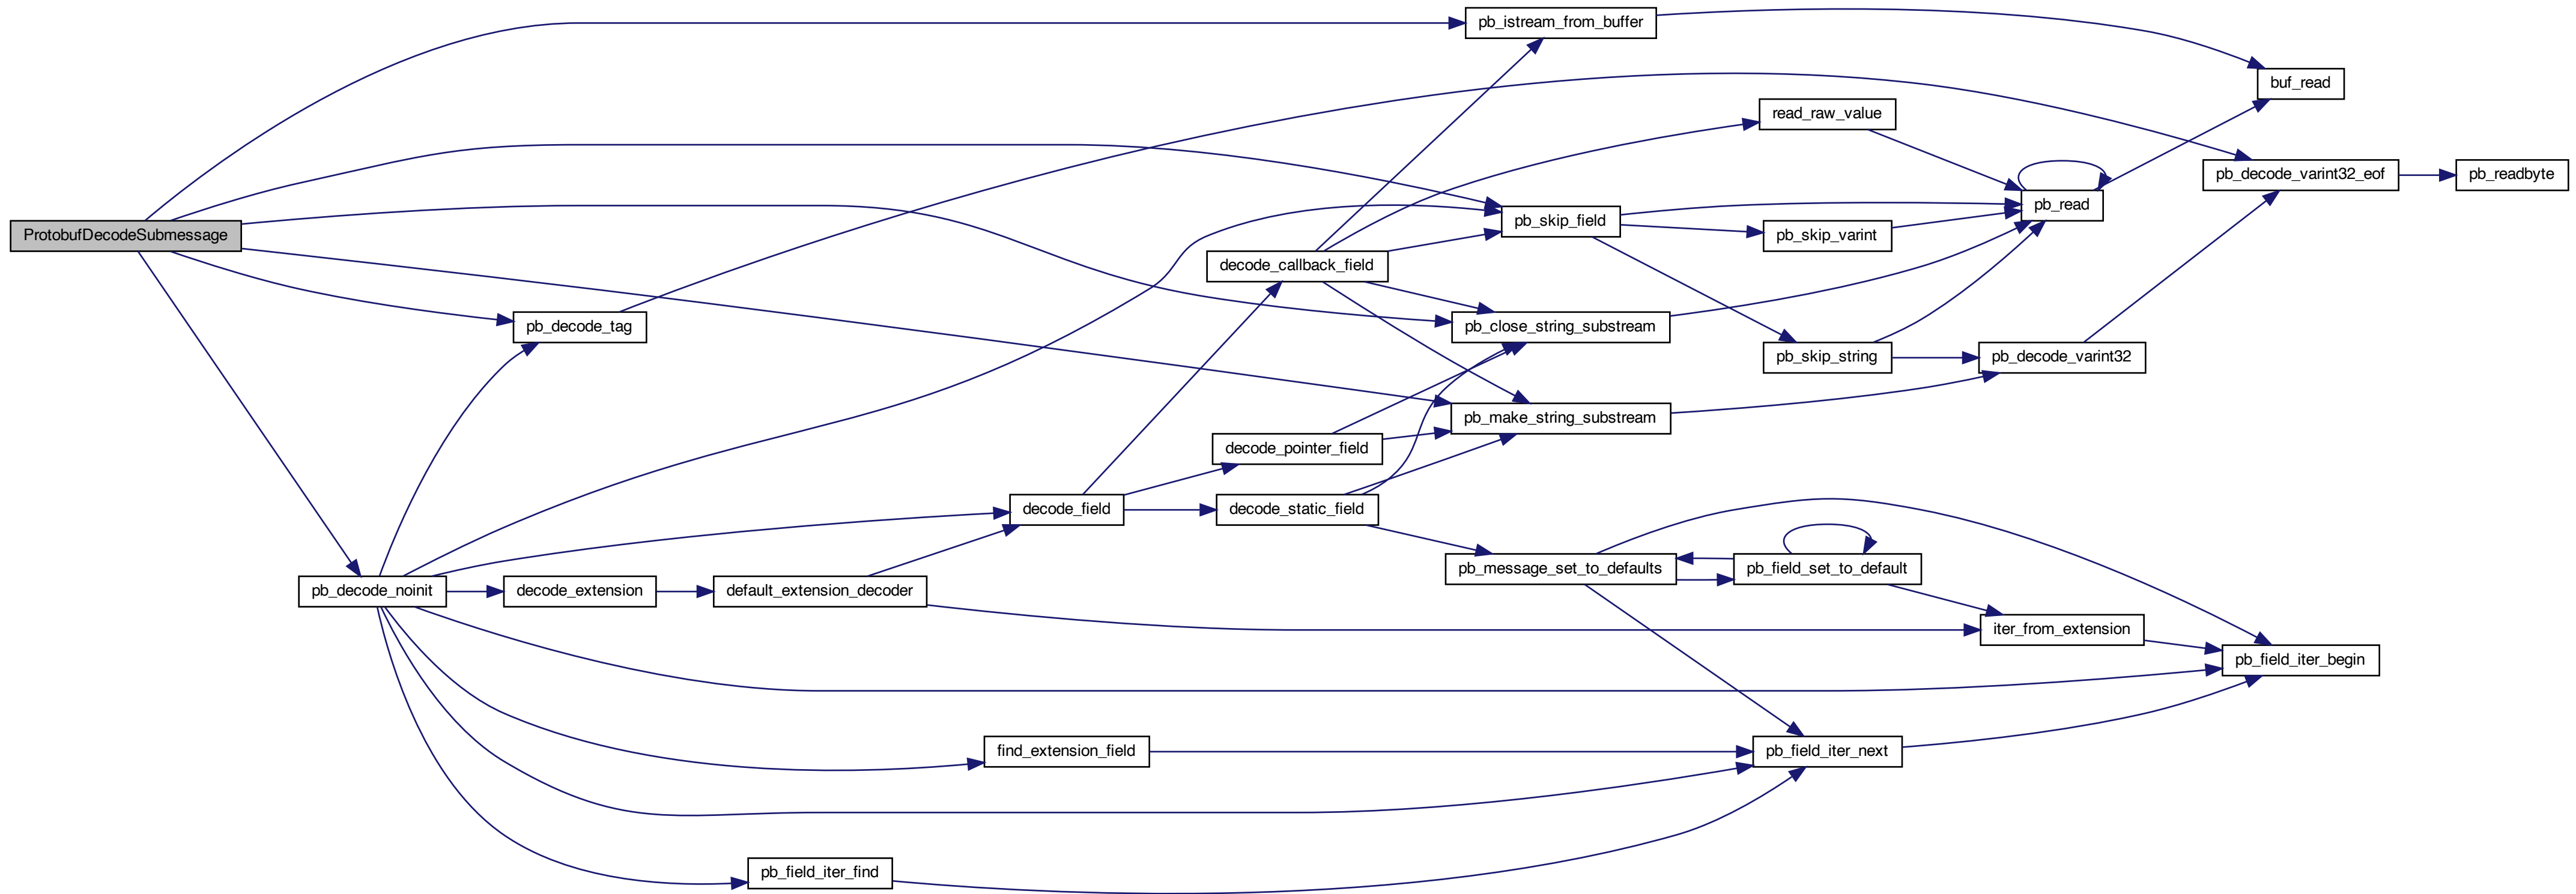 pb_istream_from_buffer
buf_read
read_raw_value
pb_decode_varint32_eof
pb_readbyte
pb_read
pb_skip_field
ProtobufDecodeSubmessage
pb_skip_varint
decode_callback_field
pb_decode_tag
pb_close_string_substream
pb_skip_string
pb_decode_varint32
pb_make_string_substream
decode_pointer_field
decode_field
decode_static_field
pb_message_set_to_defaults
pb_field_set_to_default
pb_decode_noinit
decode_extension
default_extension_decoder
iter_from_extension
pb_field_iter_begin
find_extension_field
pb_field_iter_next
pb_field_iter_find